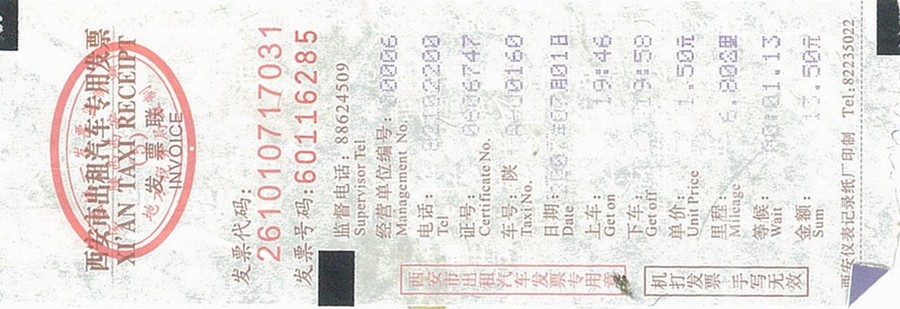 西安市出租汽车专用发票
XI'AN TAXI RECEIPT
发票联
INVOICE
发票代码:
261010717031
发票号码:60116285
监督电话: 88624509
Supervisor Tel
经营单位编号: 0006
Management No.
电话:
Tel
证号: 006747
Certificate No.
车号: 陕 0160
Taxi No.
日期:
Date
上车: 19:46
Get on
下车: 19:58
Get off
单价: 1.50元
Unit Price
里程:
Mileage
等候:
Wait
金额:
Sum
西安市出租汽车发票专用章
机打发票 手写无效
西安仪表记录纸厂印制 Tel: 82235022